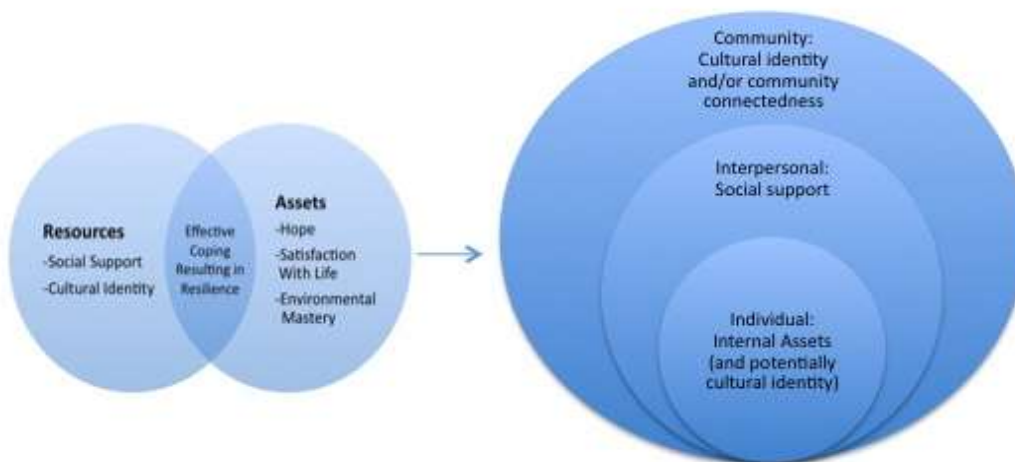 Resources
-Social Support
-Cultural Identity
Effective
Coping
Resulting in
Resilience
Assets
-Hope
-Satisfaction
With Life
-Environmental
Mastery
Community:
Cultural identity
and/or community
connectedness
Interpersonal:
Social support
Individual:
Internal Assets
(and potentially
cultural identity)